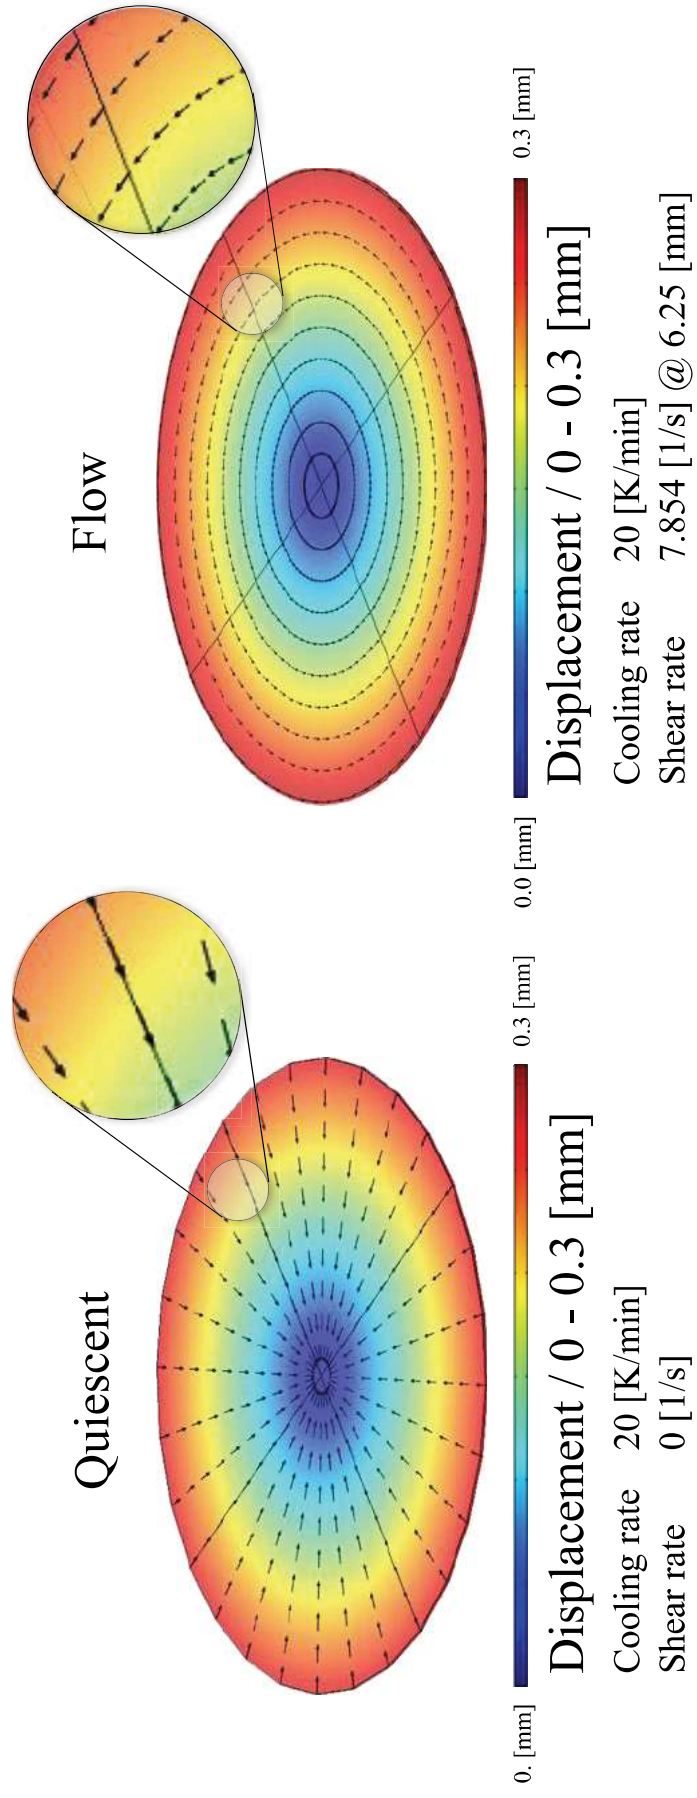 Quiescent
0. [mm]
0.3 [mm]
Displacement / 0 - 0.3 [mm]
Cooling rate 20 [K/min]
Shear rate 0 [1/s]
Flow
0.0 [mm]
0.3 [mm]
Displacement / 0 - 0.3 [mm]
Cooling rate 20 [K/min]
Shear rate 7.854 [1/s] @ 6.25 [mm]